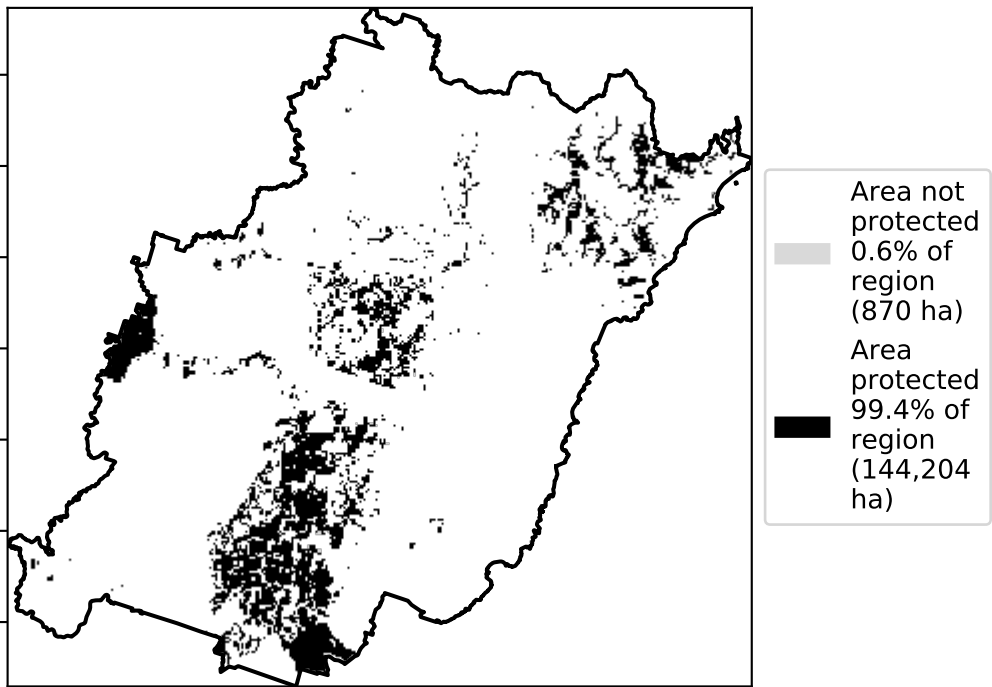 Area not
protected
0.6% of
region
(870 ha)
Area
protected
99.4% of
region
(144,204
ha)